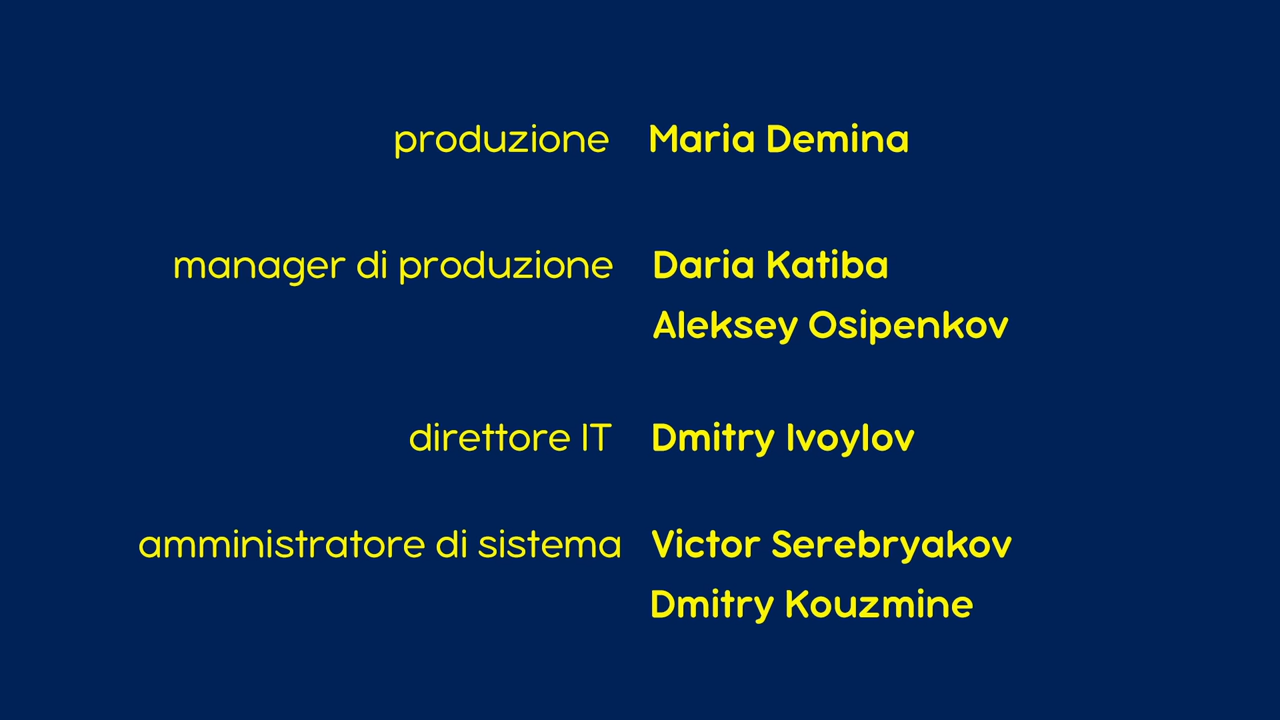 produzione Maria Demina
manager di produzione Daria Katiba
Aleksey Osipenkov
direttore IT Dmitry Ivoylov
amministratore di sistema Victor Serebryakov
Dmitry Kouzmine